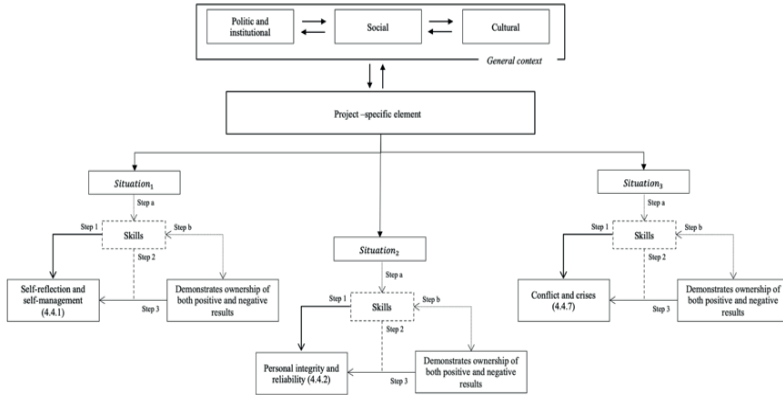 Politic and
institutional
Social
Cultural
General context
Project –specific element
Situation₁
Step a
Step 1
Skills
Step b
Step 2
Self-reflection and
self-management
(4.4.1)
Step 3
Demonstrates ownership of
both positive and negative
results
Situation₂
Step a
Step 1
Skills
Step b
Step 2
Personal integrity and
reliability (4.4.2)
Step 3
Demonstrates ownership of
both positive and negative
results
Situation₃
Step a
Step 1
Skills
Step b
Step 2
Conflict and crises
(4.4.7)
Step 3
Demonstrates ownership of
both positive and negative
results